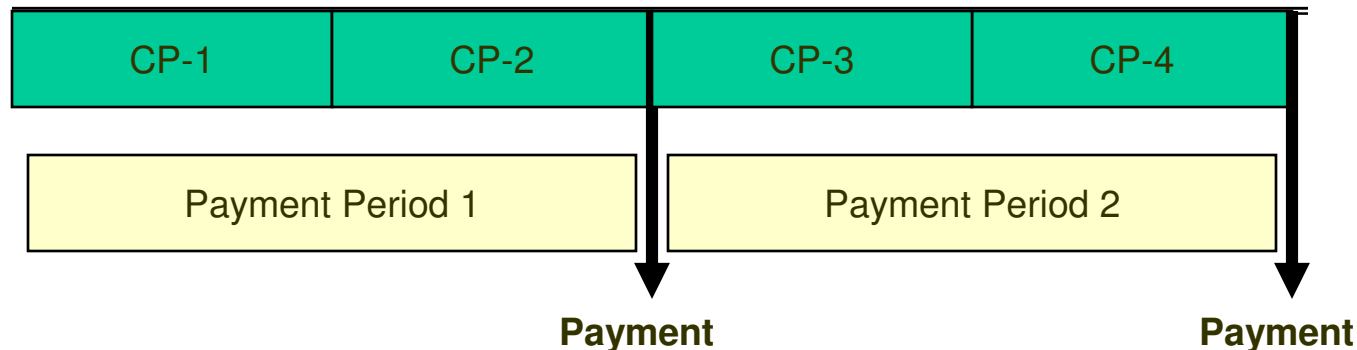 CP-1 CP-2 CP-3 CP-4
Payment Period 1 Payment Period 2
Payment Payment